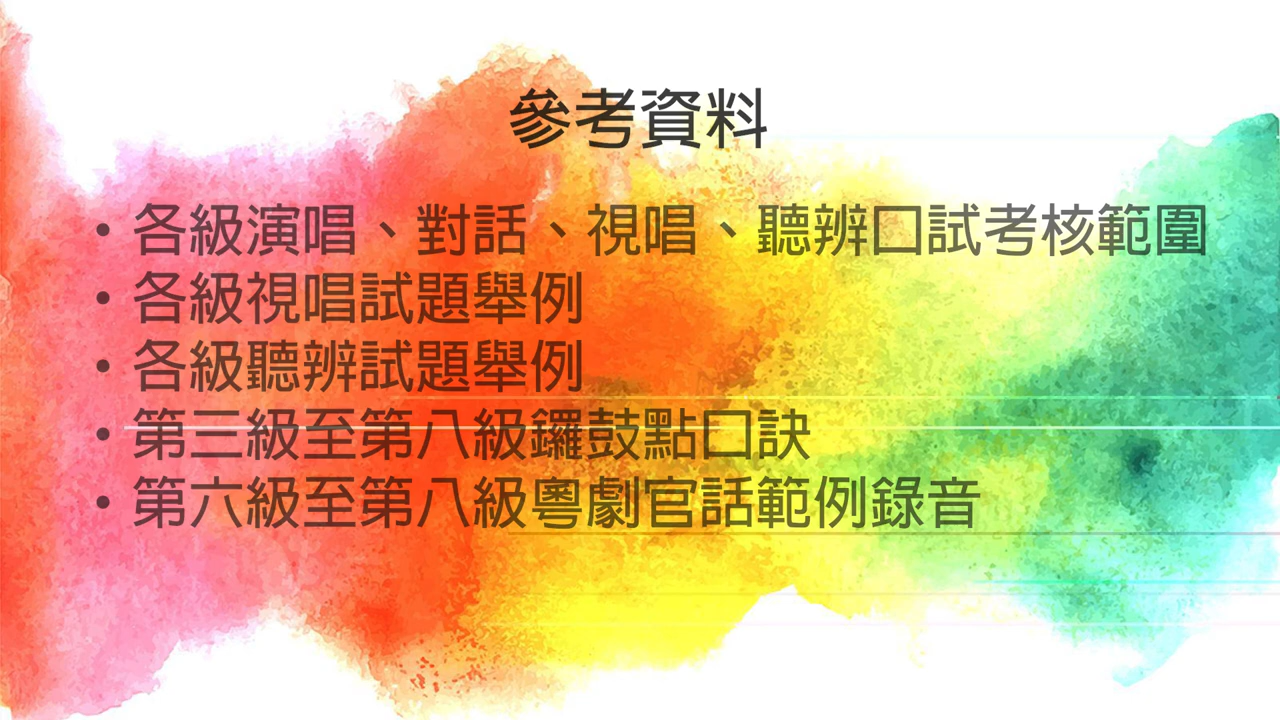 參考資料
• 各級演唱、對話、視唱、聽辨口試考核範圍
• 各級視唱試題舉例
• 各級聽辨試題舉例
• 第三級至第八級鑼鼓點口訣
• 第六級至第八級粵劇官話範例錄音